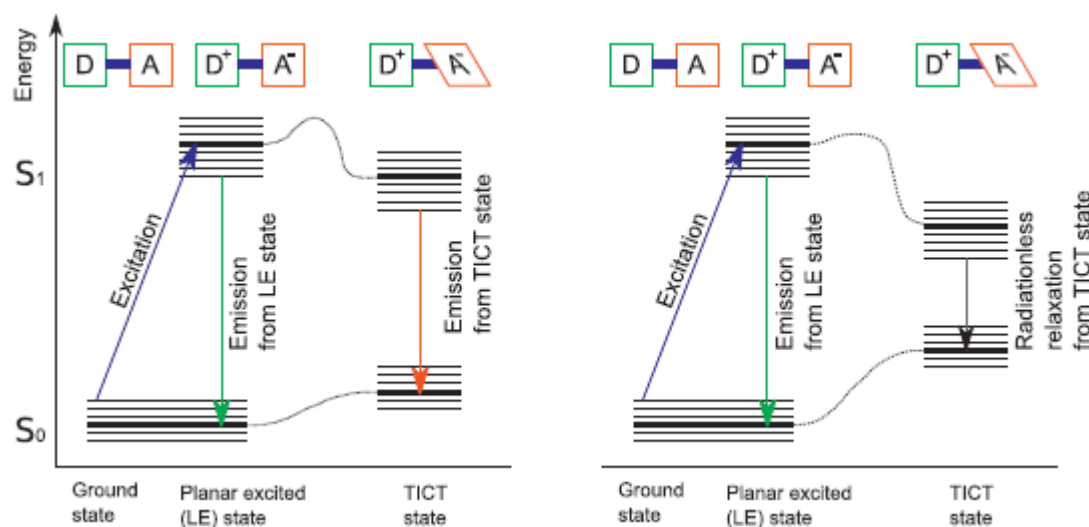 Energy
D A D⁺ A⁻ D⁺ A⁻
S₁
S₀
Excitation
Emission
from LE state
Emission
from TICT state
Ground
state
Planar excited
(LE) state
TICT
state
D A D⁺ A⁻ D⁺ A⁻
Excitation
Emission
from LE state
Radiationless
relaxation
from TICT state
Ground
state
Planar excited
(LE) state
TICT
state